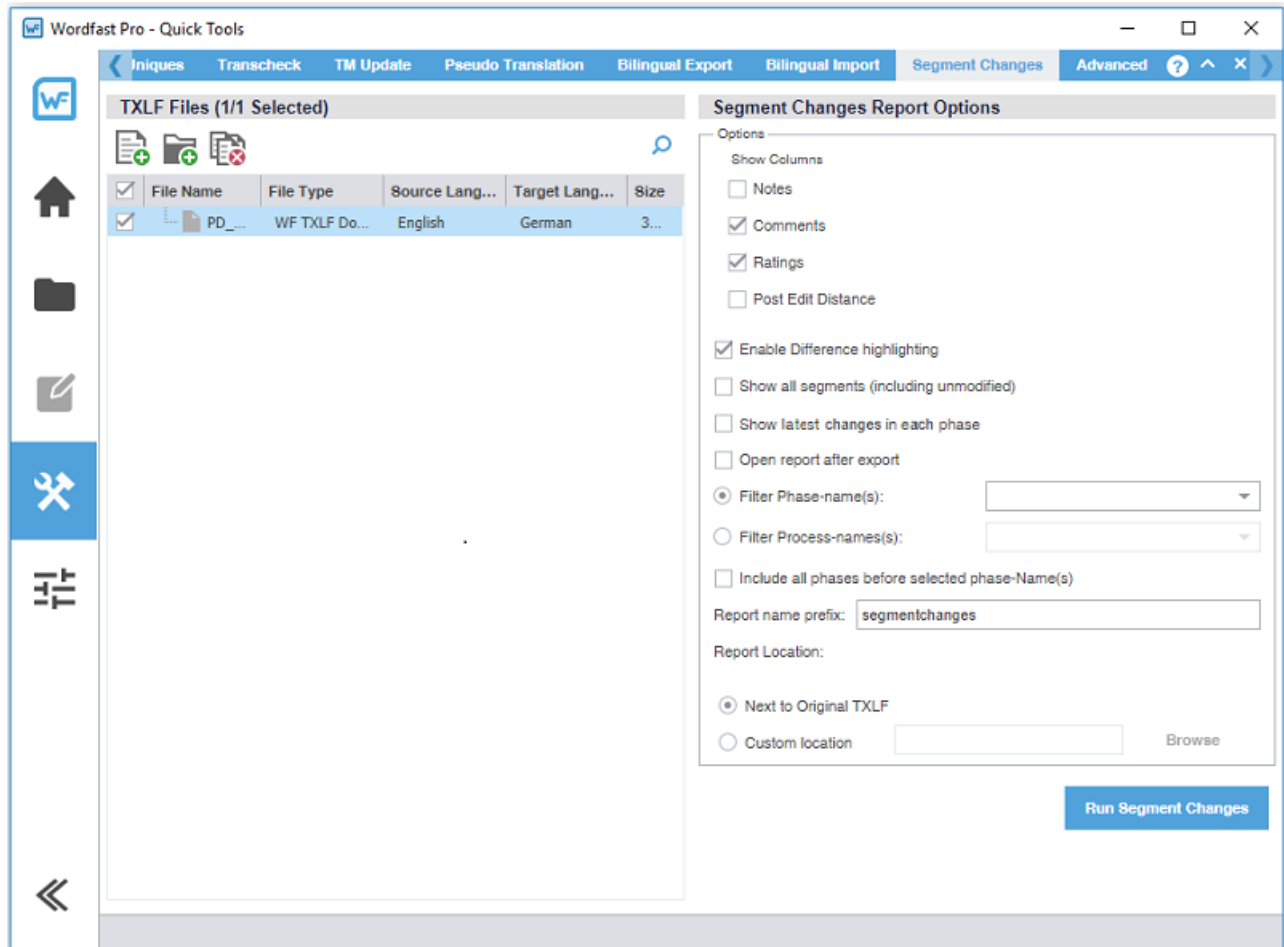 Wordfast Pro - Quick Tools
Iniques Transcheck TM Update Pseudo Translation Bilingual Export Bilingual Import Segment Changes Advanced ?
WF
TXLF Files (1/1 Selected)
File Name File Type Source Lang... Target Lang... Size
PD_... WF TXLF Do... English German 3...
Segment Changes Report Options
Options
Show Columns
Notes
Comments
Ratings
Post Edit Distance
Enable Difference highlighting
Show all segments (including unmodified)
Show latest changes in each phase
Open report after export
Filter Phase-name(s):
Filter Process-names(s):
Include all phases before selected phase-Name(s)
Report name prefix: segmentchanges
Report Location:
Next to Original TXLF
Custom location Browse
Run Segment Changes